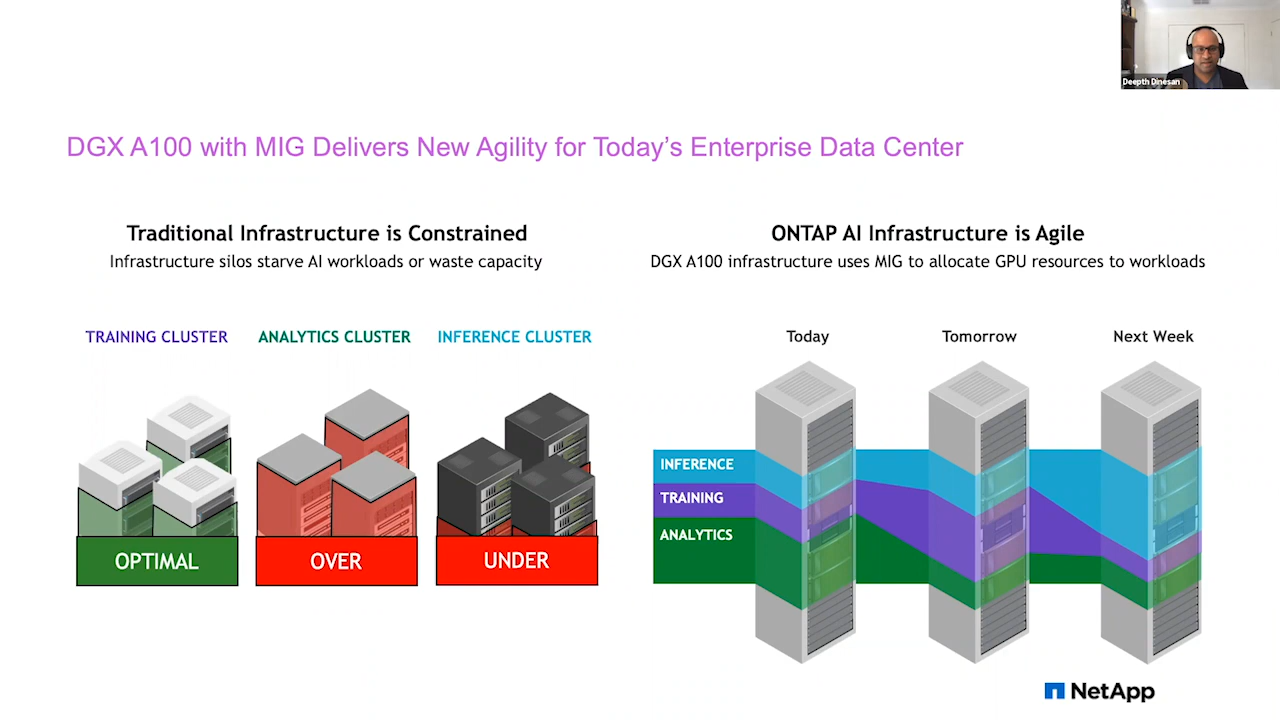 Deepth Dinesan
DGX A100 with MIG Delivers New Agility for Today's Enterprise Data Center
Traditional Infrastructure is Constrained
Infrastructure silos starve AI workloads or waste capacity
TRAINING CLUSTER
ANALYTICS CLUSTER
INFERENCE CLUSTER
OPTIMAL
OVER
UNDER
ONTAP AI Infrastructure is Agile
DGX A100 infrastructure uses MIG to allocate GPU resources to workloads
Today
Tomorrow
Next Week
INFERENCE
TRAINING
ANALYTICS
NetApp